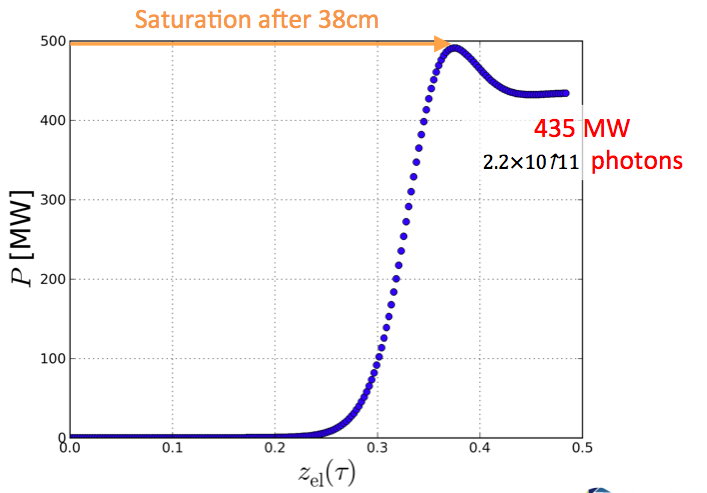 Saturation after 38cm
500
400
300
200
100
0
P [MW]
435 MW
2.2×10↑11 photons
0.0 0.1 0.2 0.3 0.4 0.5
z_el(τ)